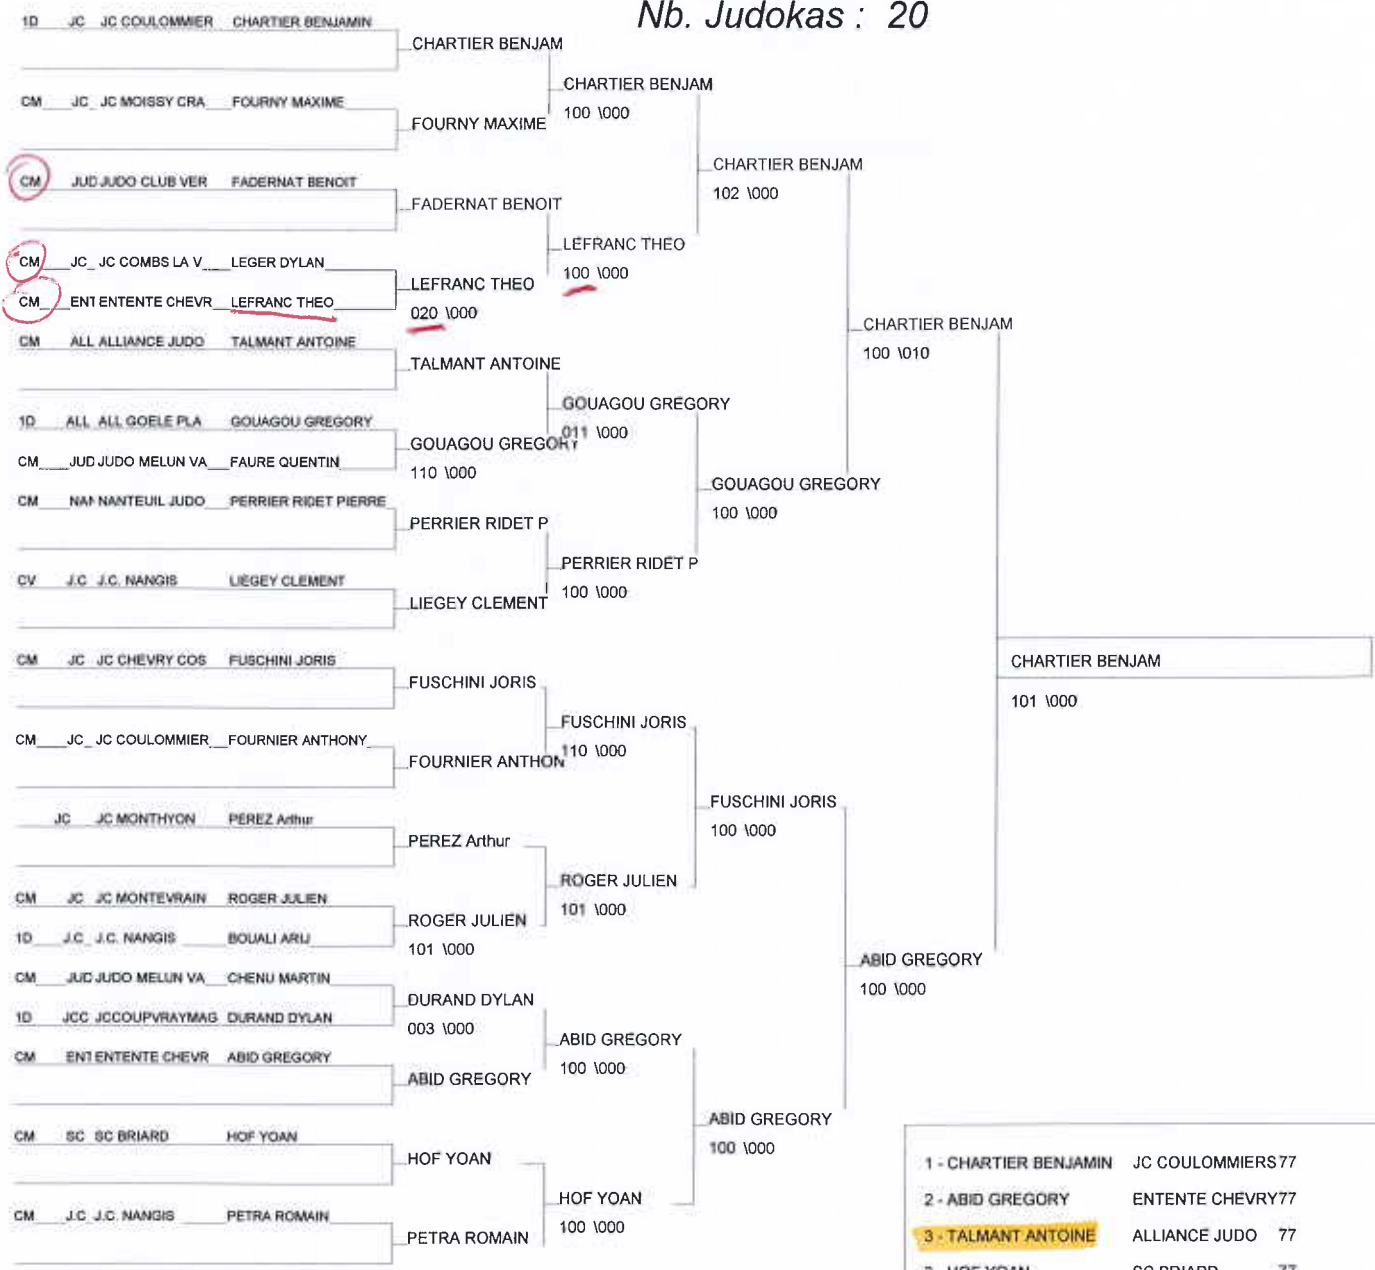 Nb. Judokas : 20
1D JC JC COULOMMIER CHARTIER BENJAMIN
CHARTIER BENJAM
CHARTIER BENJAM
100 \000
CM JC JC MOISSY CRA FOURNY MAXIME
FOURNY MAXIME
CHARTIER BENJAM
102 \000
CM JUD JUDO CLUB VER FADERNAT BENOIT
FADERNAT BENOIT
LEFRANC THEO
100 \000
CM JC JC COMBS LA V LEGER DYLAN
LEFRANC THEO
020 \000
CM ENT ENTENTE CHEVR LEFRANC THEO
CHARTIER BENJAM
100 \010
CM ALL ALLIANCE JUDO TALMANT ANTOINE
TALMANT ANTOINE
GOUAGOU GREGORY
011 \000
1D ALL ALL GOELE PLA GOUAGOU GREGORY
GOUAGOU GREGORY
110 \000
CM JUD JUDO MELUN VA FAURE QUENTIN
GOUAGOU GREGORY
100 \000
CM NAN NANTEUIL JUDO PERRIER RIDET PIERRE
PERRIER RIDET P
PERRIER RIDET P
100 \000
CV J.C J.C. NANGIS LIEGEY CLEMENT
LIEGEY CLEMENT
CHARTIER BENJAM
101 \000
CM JC JC CHEVRY COS FUSCHINI JORIS
FUSCHINI JORIS
FUSCHINI JORIS
110 \000
CM JC JC COULOMMIER FOURNIER ANTHONY
FOURNIER ANTHON
FUSCHINI JORIS
100 \000
JC JC MONTHYON PEREZ Arthur
PEREZ Arthur
ROGER JULIEN
101 \000
CM JC JC MONTEVRAIN ROGER JULIEN
ROGER JULIEN
101 \000
1D J.C J.C. NANGIS BOUALI ARIJ
ABID GREGORY
100 \000
CM JUD JUDO MELUN VA CHENU MARTIN
DURAND DYLAN
003 \000
1D JCC JCCOUPVRAYMAG DURAND DYLAN
ABID GREGORY
100 \000
CM ENT ENTENTE CHEVR ABID GREGORY
ABID GREGORY
ABID GREGORY
100 \000
CM SC SC BRIARD HOF YOAN
HOF YOAN
HOF YOAN
100 \000
CM J.C J.C. NANGIS PETRA ROMAIN
PETRA ROMAIN
1 - CHARTIER BENJAMIN JC COULOMMIERS 77
2 - ABID GREGORY ENTENTE CHEVRY 77
3 - TALMANT ANTOINE ALLIANCE JUDO 77
3 - HOF YOAN SC BRIARD 77